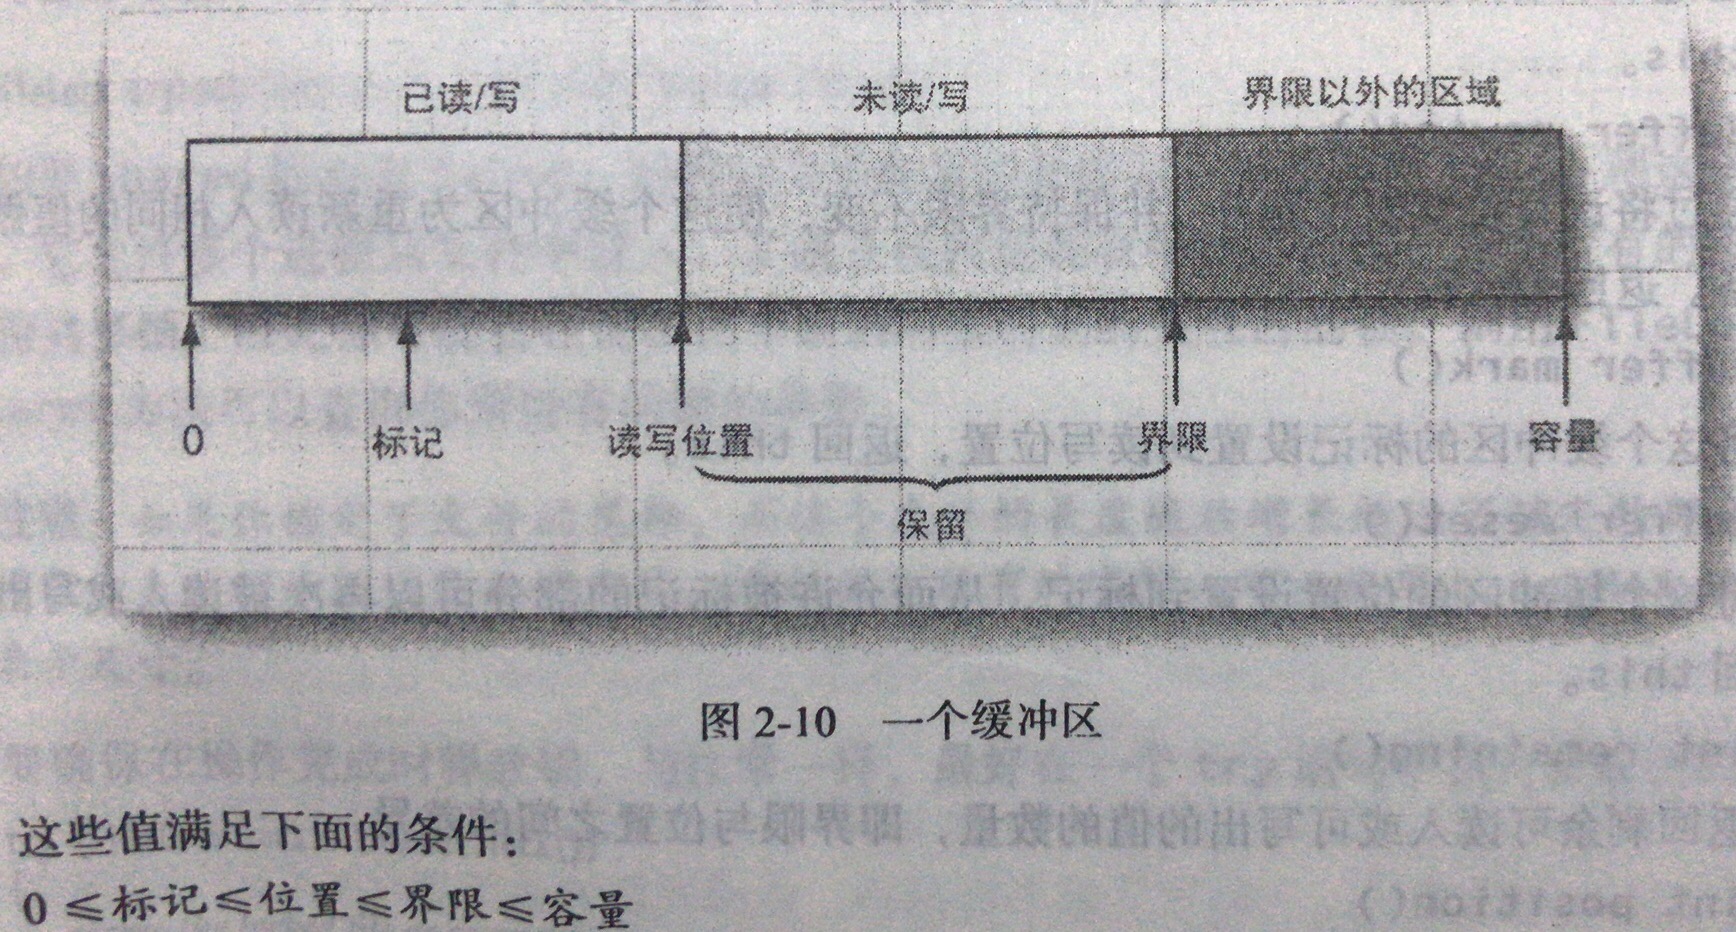 已读/写 未读/写 界限以外的区域
0 标记 读写位置 界限 容量
保留
图 2-10 一个缓冲区
这些值满足下面的条件：
0 ≤标记≤位置≤界限≤容量